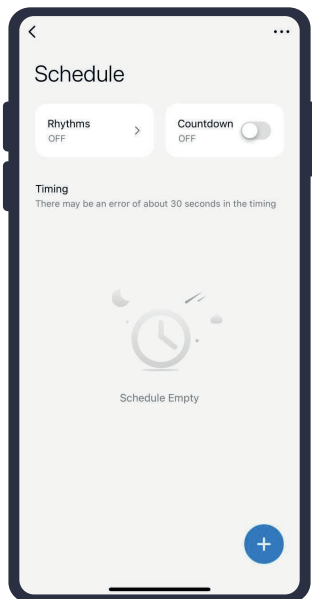 Schedule
Rhythms
OFF
Countdown
OFF
Timing
There may be an error of about 30 seconds in the timing
Schedule Empty